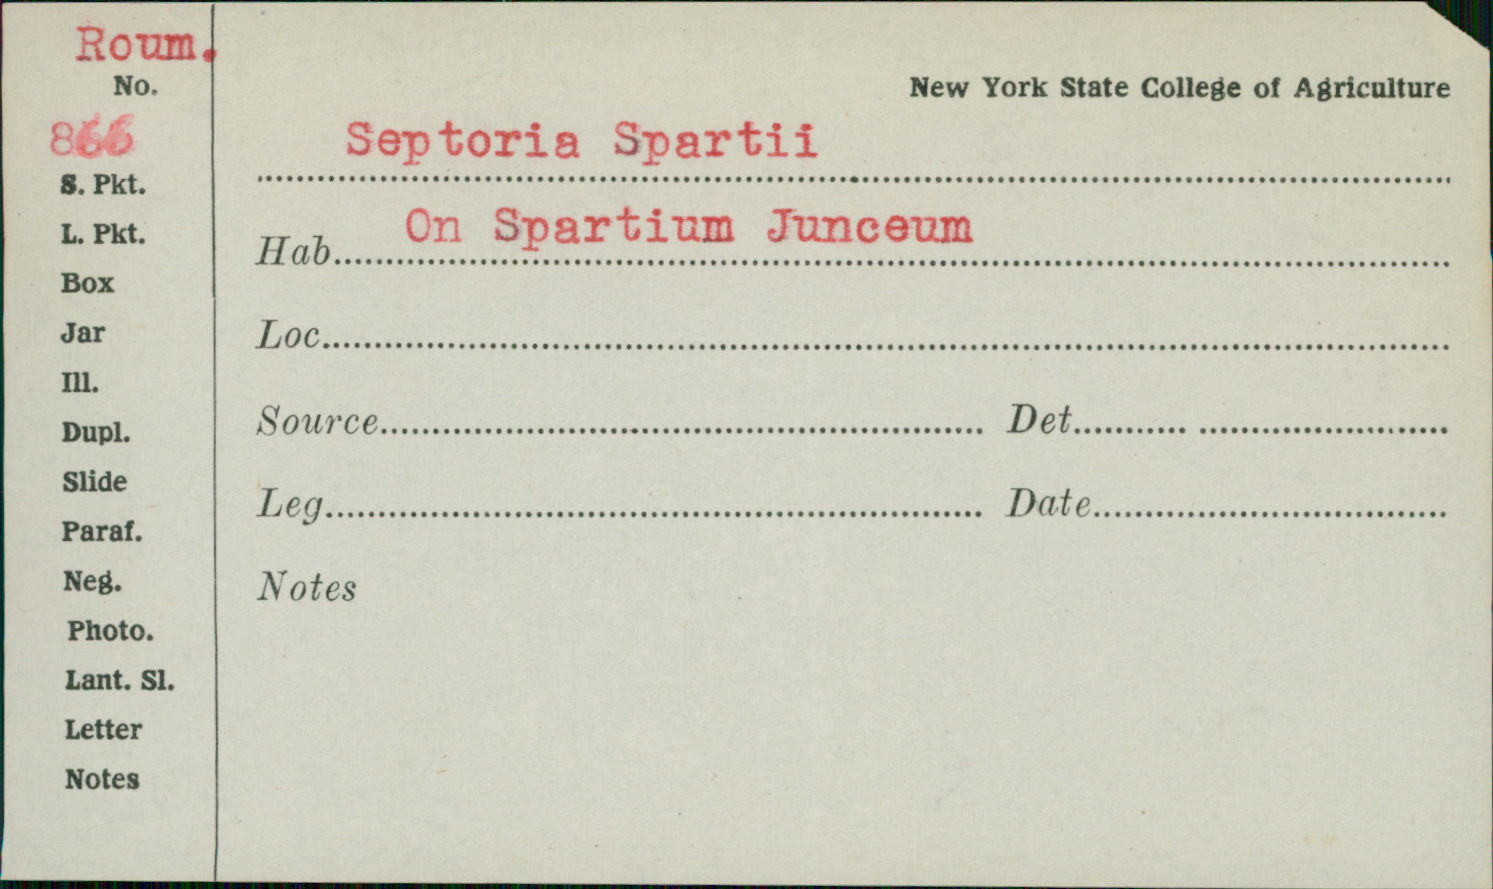 Roum.
No.
866
S. Pkt.
L. Pkt.
Box
Jar
Ill.
Dupl.
Slide
Paraf.
Neg.
Photo.
Lant. Sl.
Letter
Notes
New York State College of Agriculture
Septoria Spartii
Hab. On Spartium Junceum
Loc.
Source Det.
Leg. Date
Notes